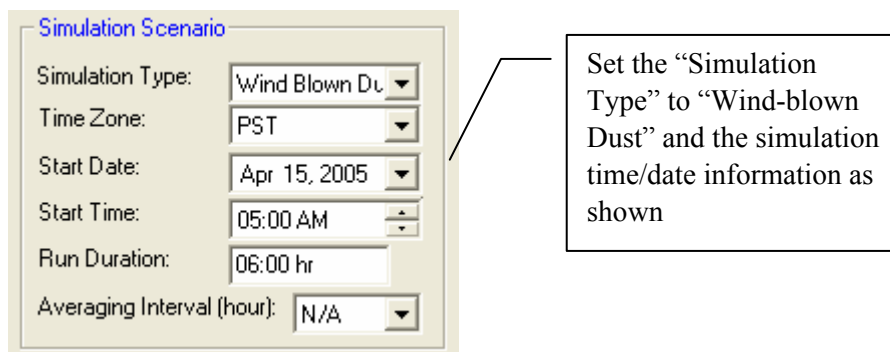 Simulation Scenario
Simulation Type: Wind Blown Du
Time Zone: PST
Start Date: Apr 15, 2005
Start Time: 05:00 AM
Run Duration: 06:00 hr
Averaging Interval (hour): N/A
Set the “Simulation
Type” to “Wind-blown
Dust” and the simulation
time/date information as
shown